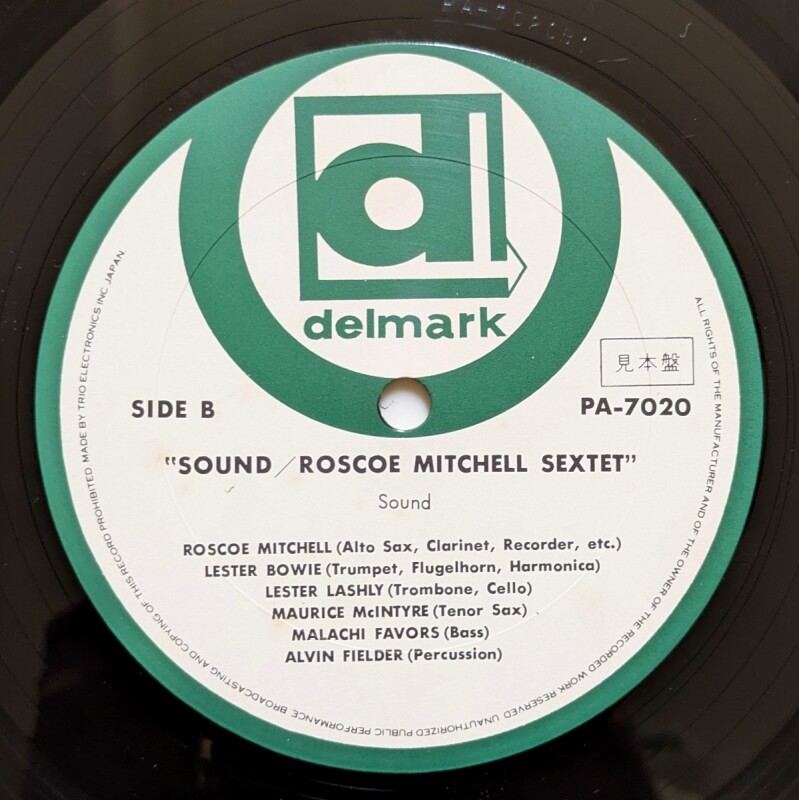 PA-7020B1
d
delmark
見本盤
SIDE B
PA-7020
"SOUND/ROSCOE MITCHELL SEXTET"
Sound
ROSCOE MITCHELL (Alto Sax, Clarinet, Recorder, etc.)
LESTER BOWIE (Trumpet, Flugelhorn, Harmonica)
LESTER LASHLY (Trombone, Cello)
MAURICE McINTYRE (Tenor Sax)
MALACHI FAVORS (Bass)
ALVIN FIELDER (Percussion)
ALL RIGHTS OF THE MANUFACTURER AND OF THE OWNER OF THE RECORDED WORK RESERVED UNAUTHORIZED PUBLIC PERFORMANCE BROADCASTING AND COPYING OF THIS RECORD PROHIBITED MADE BY TRIO ELECTRONICS INC JAPAN